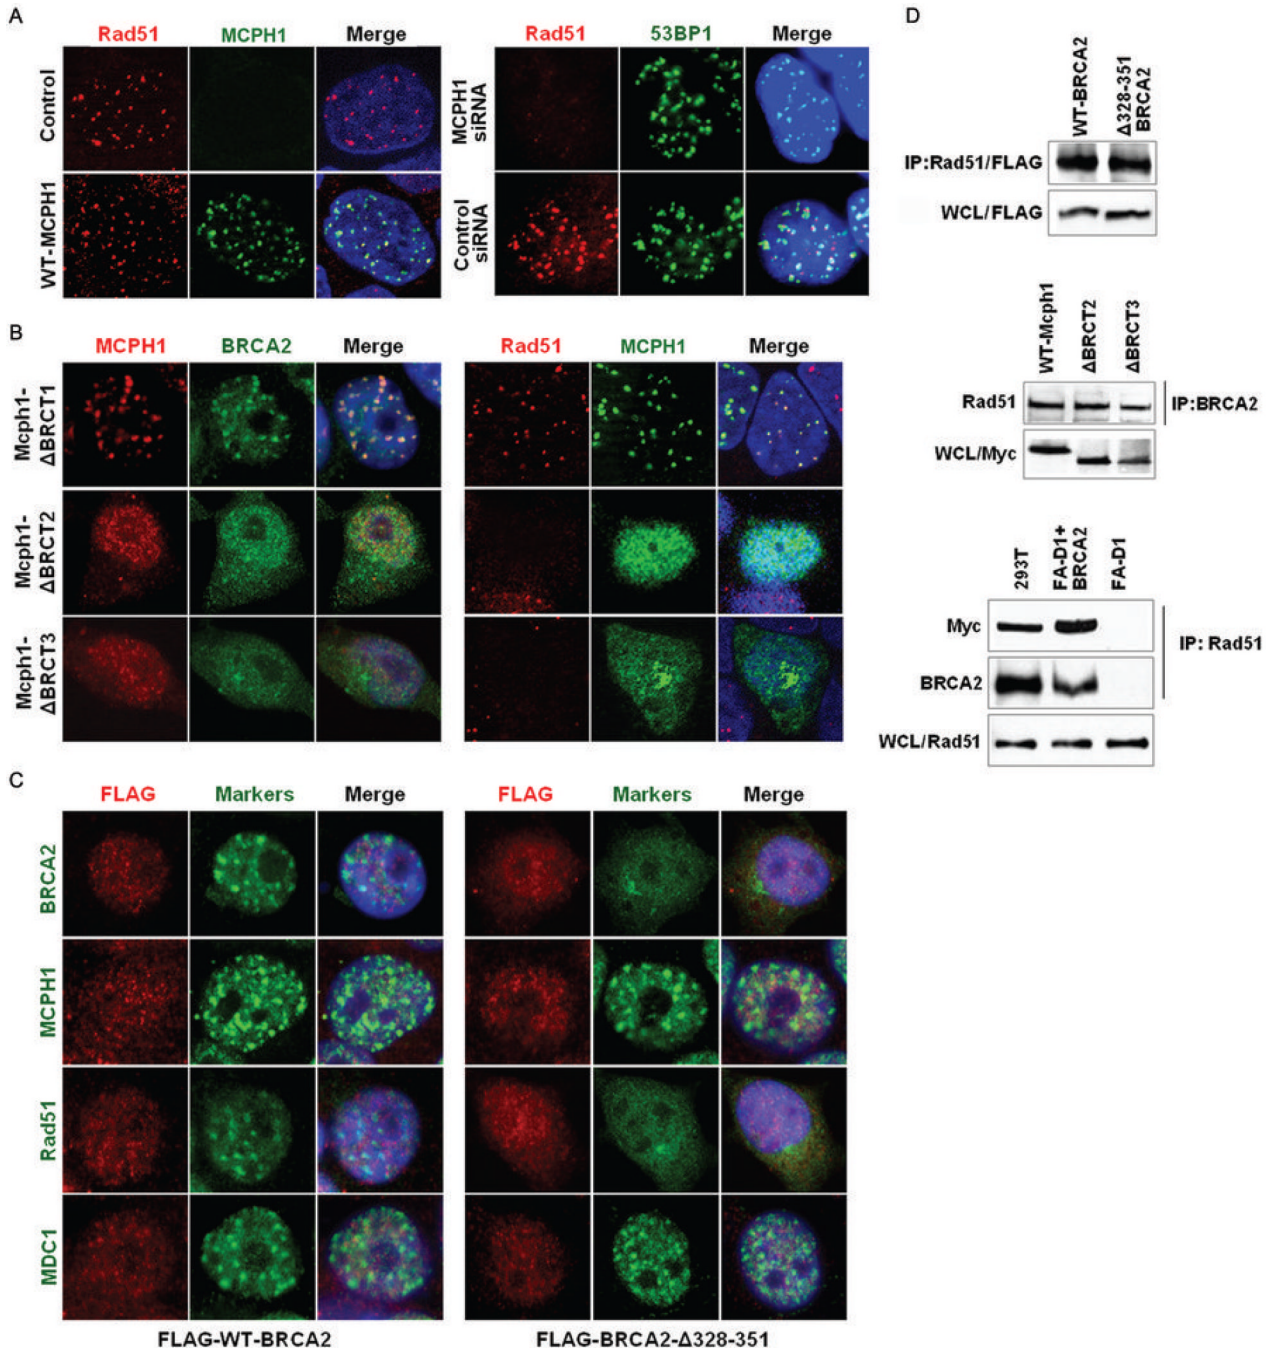 A
Rad51 MCPH1 Merge
Control
WT-MCPH1
Rad51 53BP1 Merge
MCPH1
siRNA
Control
siRNA
B
MCPH1 BRCA2 Merge
Rad51 MCPH1 Merge
Mcph1-
ΔBRCT1
Mcph1-
ΔBRCT2
Mcph1-
ΔBRCT3
C
FLAG Markers Merge
FLAG Markers Merge
BRCA2
MCPH1
Rad51
MDC1
FLAG-WT-BRCA2
FLAG-BRCA2-Δ328-351
D
WT-BRCA2
Δ328-351
BRCA2
IP:Rad51/FLAG
WCL/FLAG
WT-Mcph1
ΔBRCT2
ΔBRCT3
Rad51
IP:BRCA2
WCL/Myc
293T
FA-D1+
BRCA2
FA-D1
Myc
IP: Rad51
BRCA2
WCL/Rad51